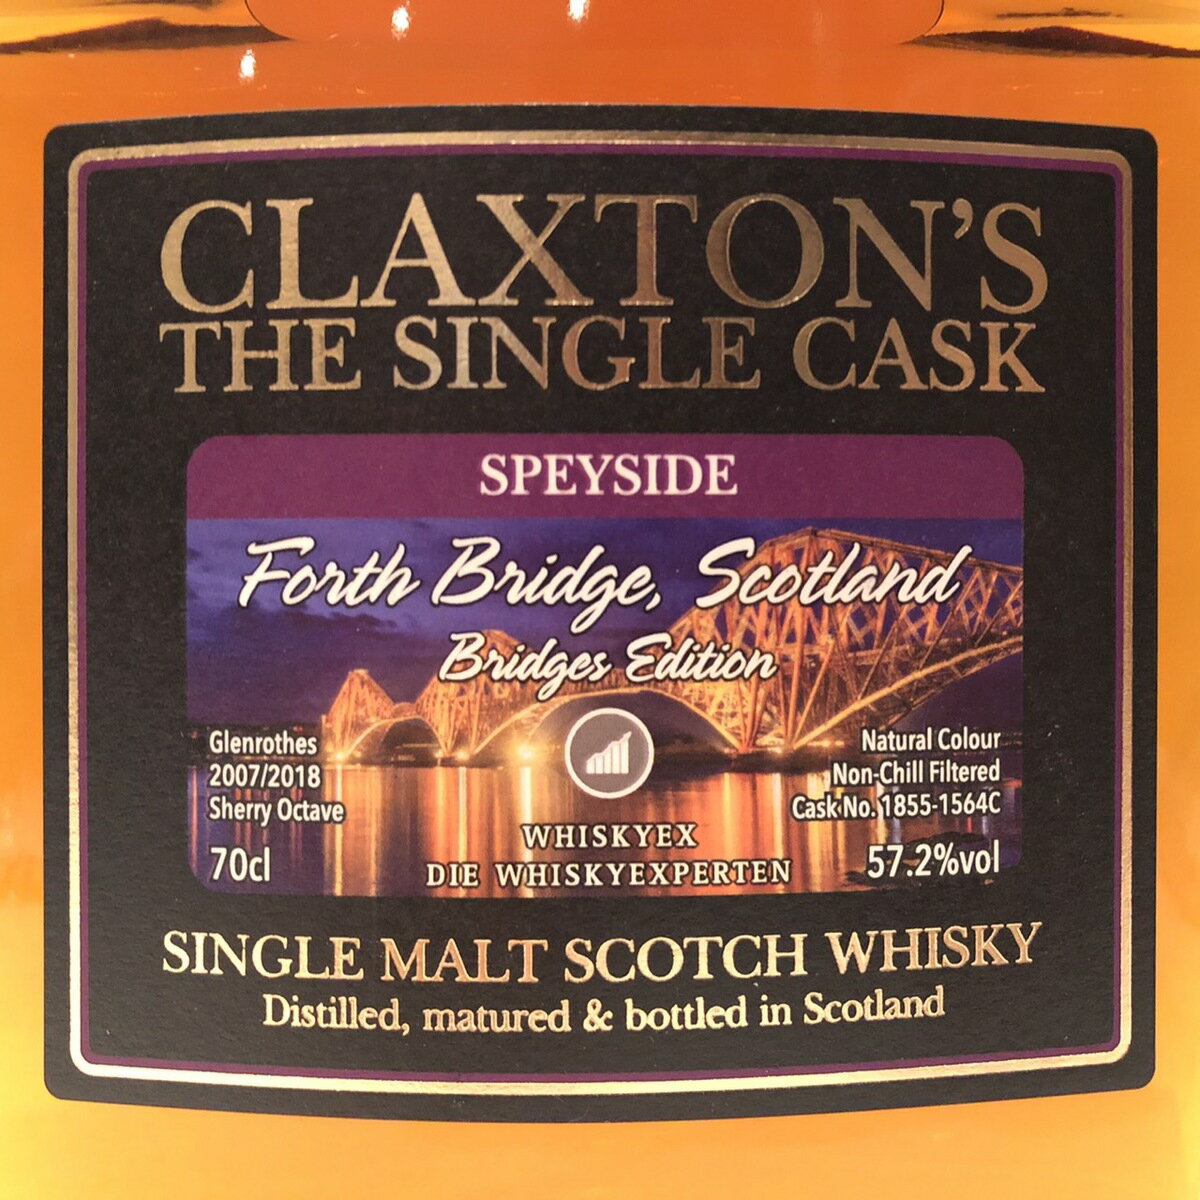 CLAXTON'S
THE SINGLE CASK
SPEYSIDE
Forth Bridge, Scotland
Bridges Edition
Glenrothes
2007/2018
Sherry Octave
70cl
Natural Colour
Non-Chill Filtered
Cask No. 1855-1564C
57.2%vol
WHISKYEX
DIE WHISKYEXPERTEN
SINGLE MALT SCOTCH WHISKY
Distilled, matured & bottled in Scotland